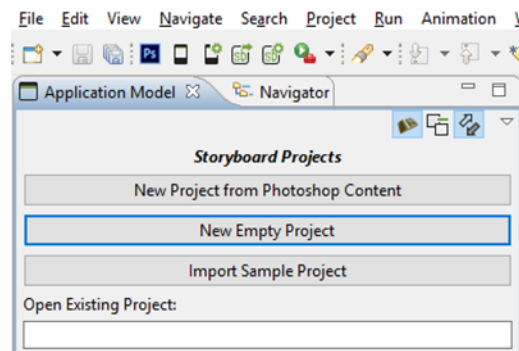 File Edit View Navigate Search Project Run Animation
Ps
Application Model Navigator
Storyboard Projects
New Project from Photoshop Content
New Empty Project
Import Sample Project
Open Existing Project: